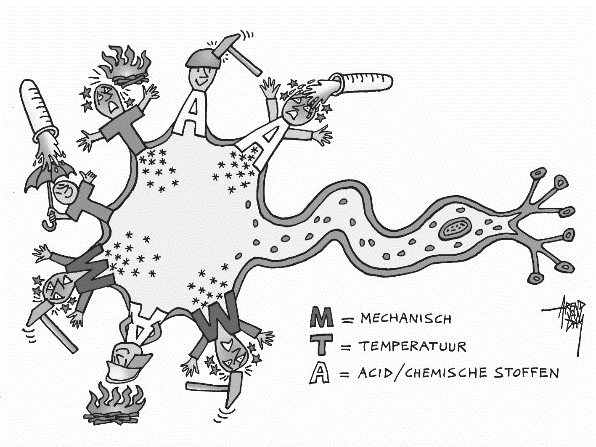 A
T
A
T
M
A
M
M = MECHANISCH
T = TEMPERATUUR
A = ACID/CHEMISCHE STOFFEN